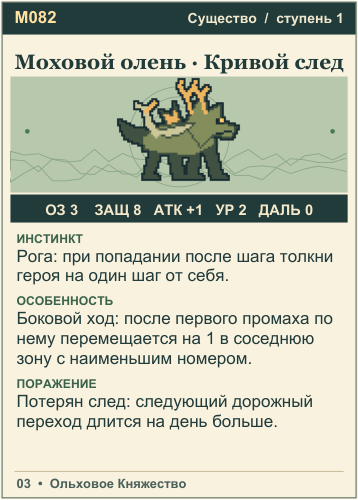 М082
Существо / ступень 1
Моховой олень · Кривой след
ОЗ 3 ЗАЩ 8 АТК +1 УР 2 ДАЛЬ 0
ИНСТИНКТ
Рога: при попадании после шага толкни
героя на один шаг от себя.
ОСОБЕННОСТЬ
Боковой ход: после первого промаха по
нему перемещается на 1 в соседнюю
зону с наименьшим номером.
ПОРАЖЕНИЕ
Потерян след: следующий дорожный
переход длится на день больше.
03 • Ольховое Княжество